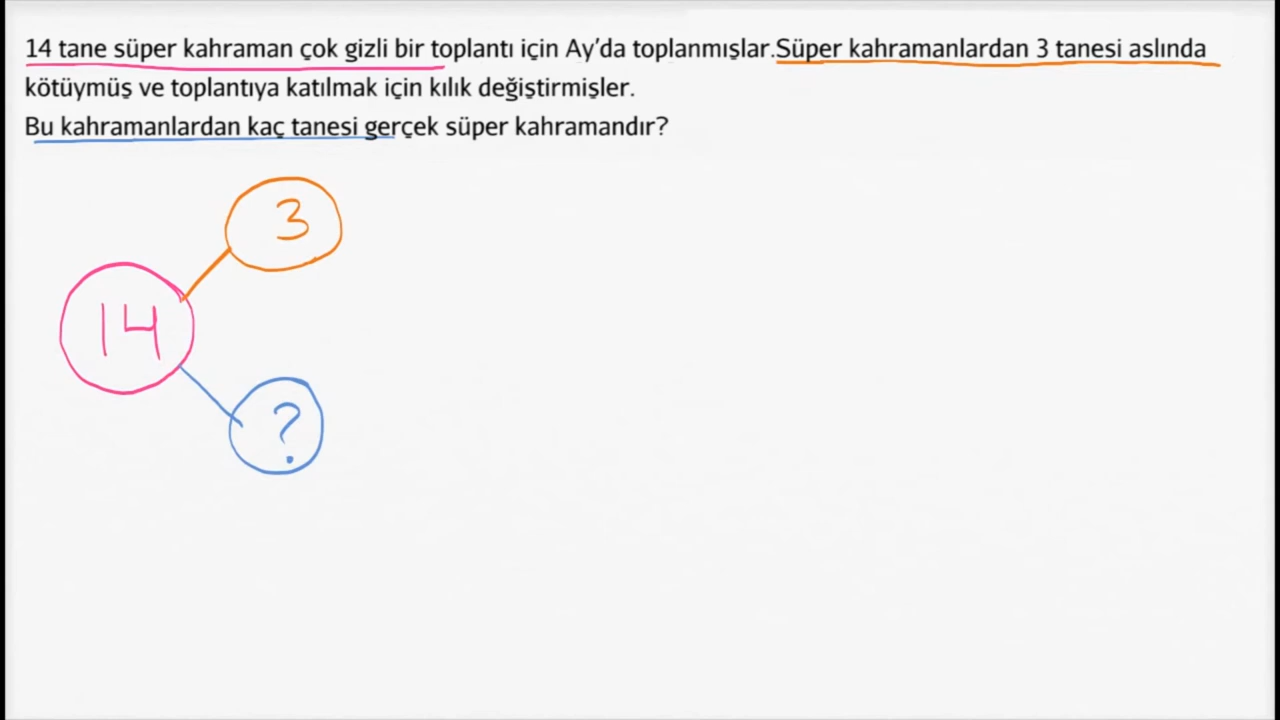 14 tane süper kahraman çok gizli bir toplantı için Ay'da toplanmışlar.Süper kahramanlardan 3 tanesi aslında
kötüymüş ve toplantıya katılmak için kılık değiştirmişler.
Bu kahramanlardan kaç tanesi gerçek süper kahramandır?
3
14
?